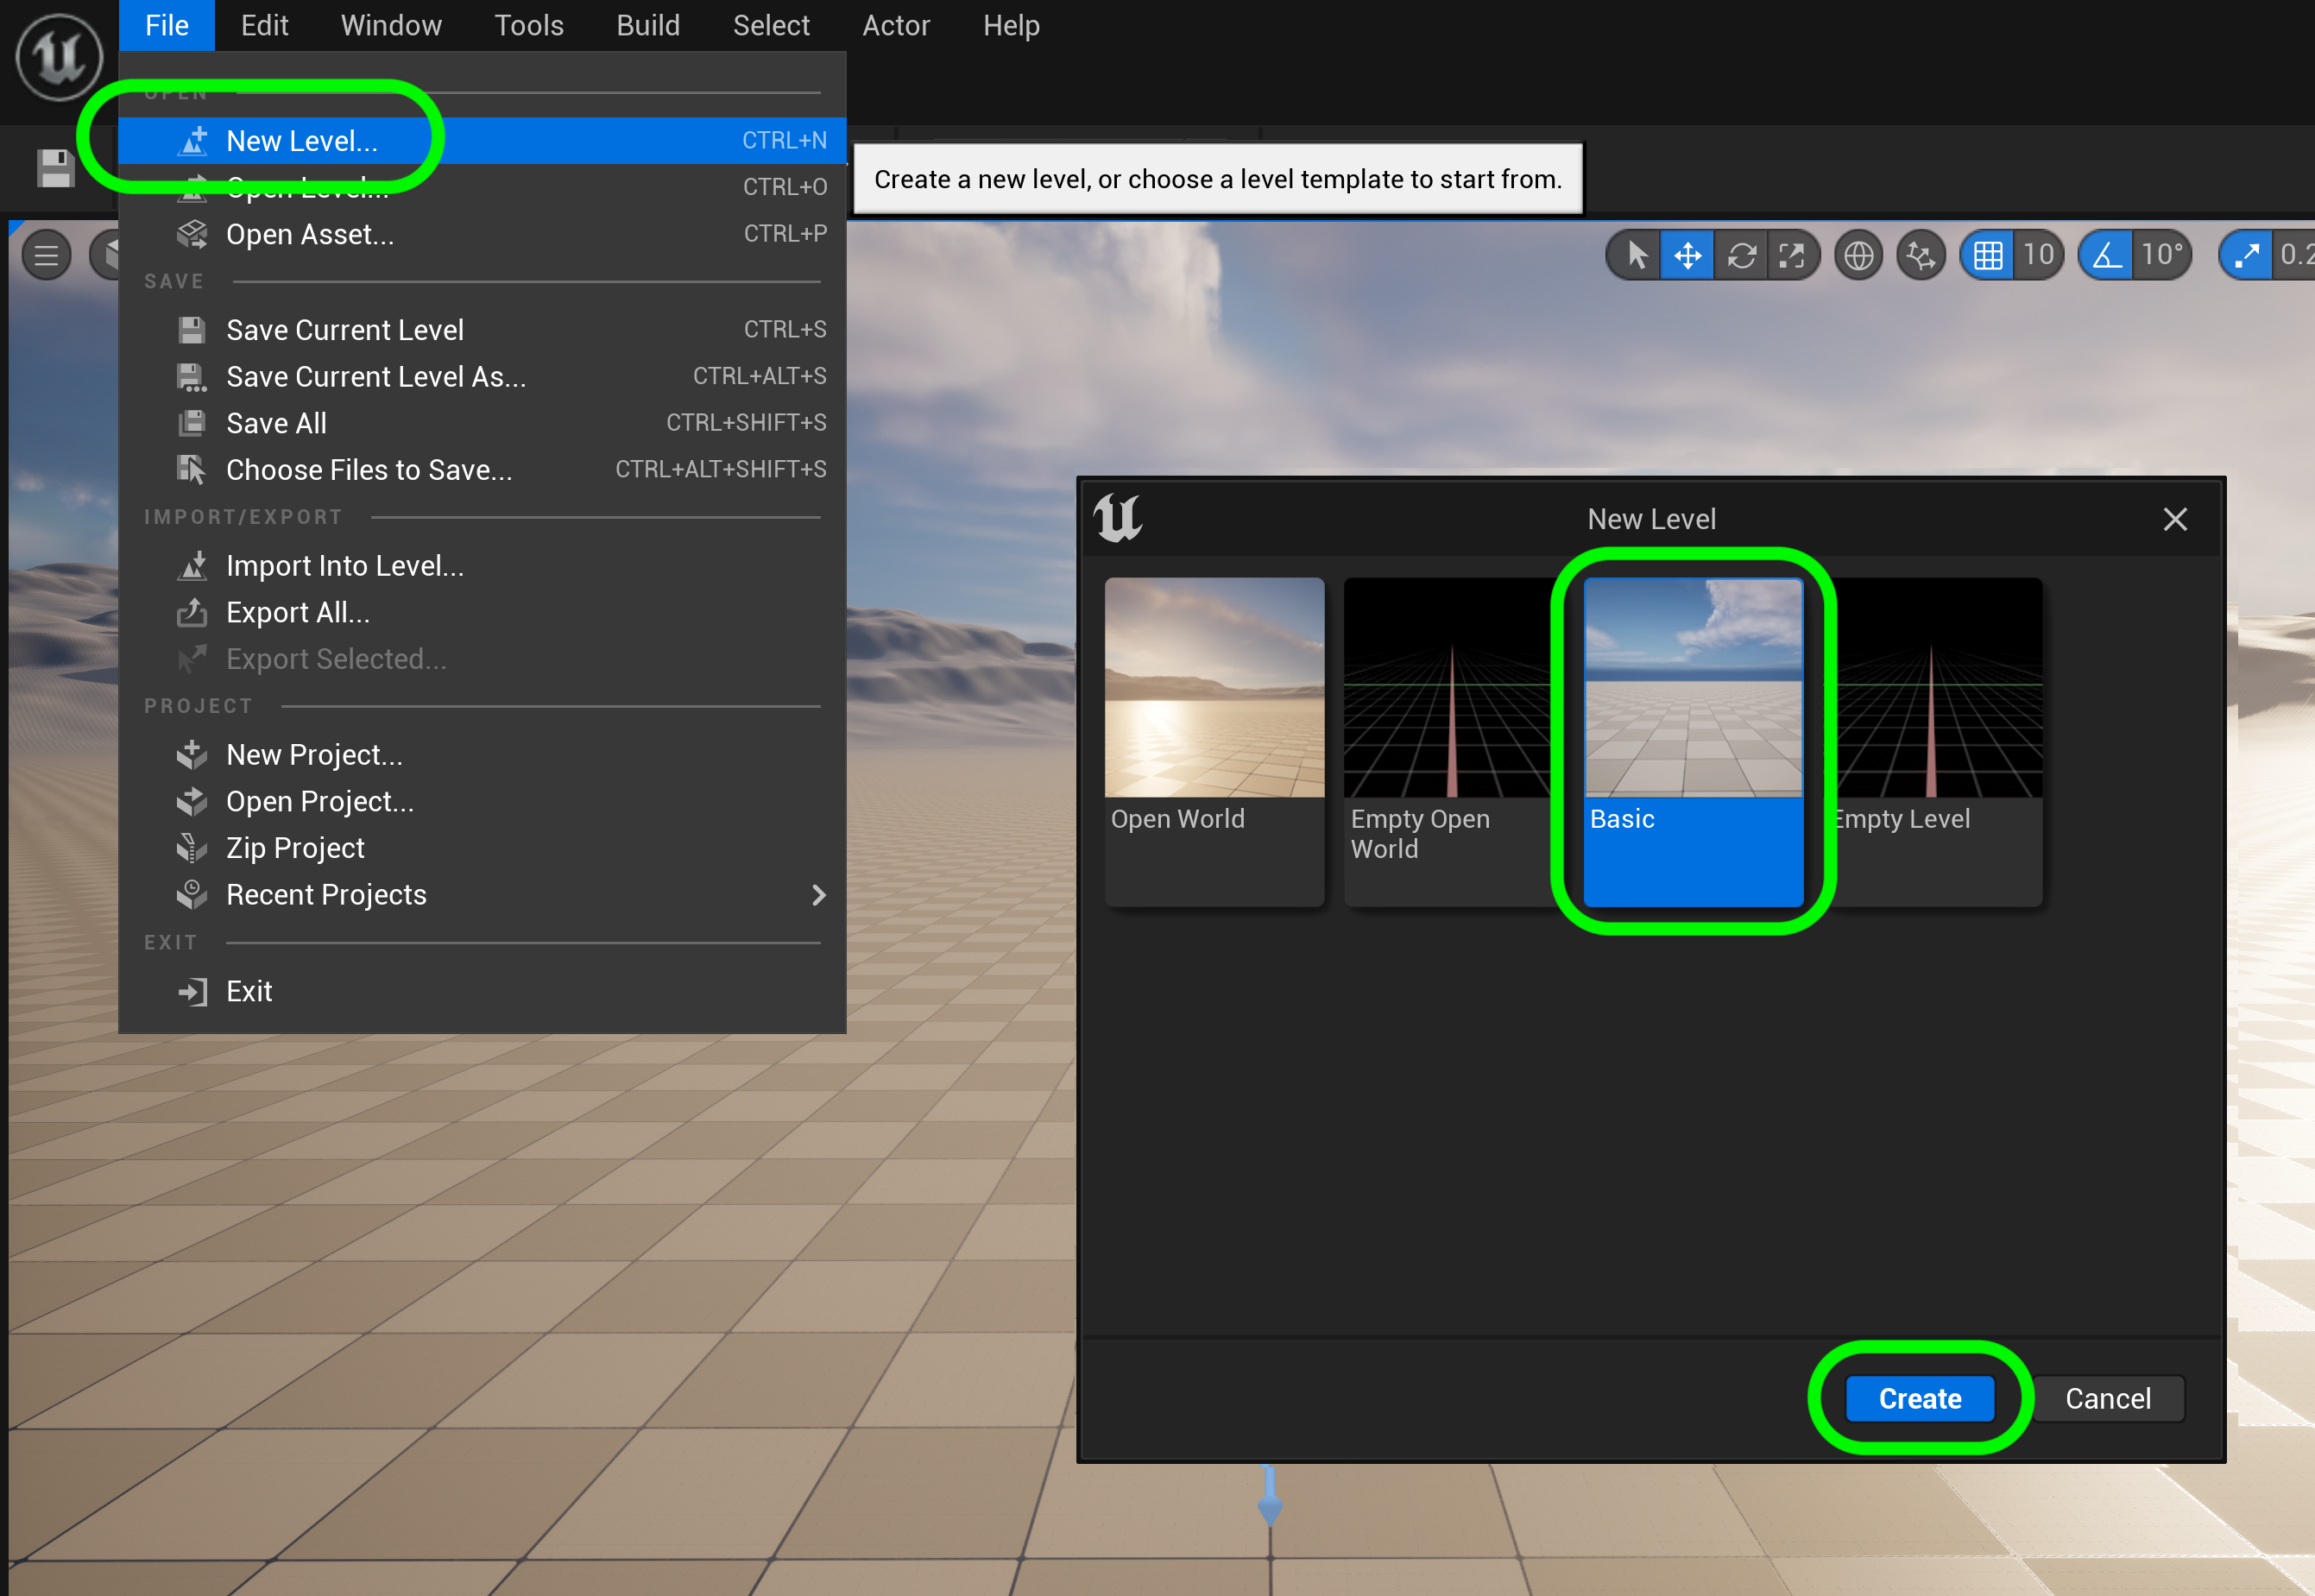 File Edit Window Tools Build Select Actor Help
OPEN
New Level... CTRL+N
Create a new level, or choose a level template to start from.
Open Level... CTRL+O
Open Asset... CTRL+P
10 10°
SAVE
Save Current Level CTRL+S
Save Current Level As... CTRL+ALT+S
Save All CTRL+SHIFT+S
Choose Files to Save... CTRL+ALT+SHIFT+S
IMPORT/EXPORT
Import Into Level...
Export All...
Export Selected...
PROJECT
New Project...
Open Project...
Zip Project
Recent Projects
EXIT
Exit
New Level
Open World
Empty Open
World
Basic
Empty Level
Create Cancel